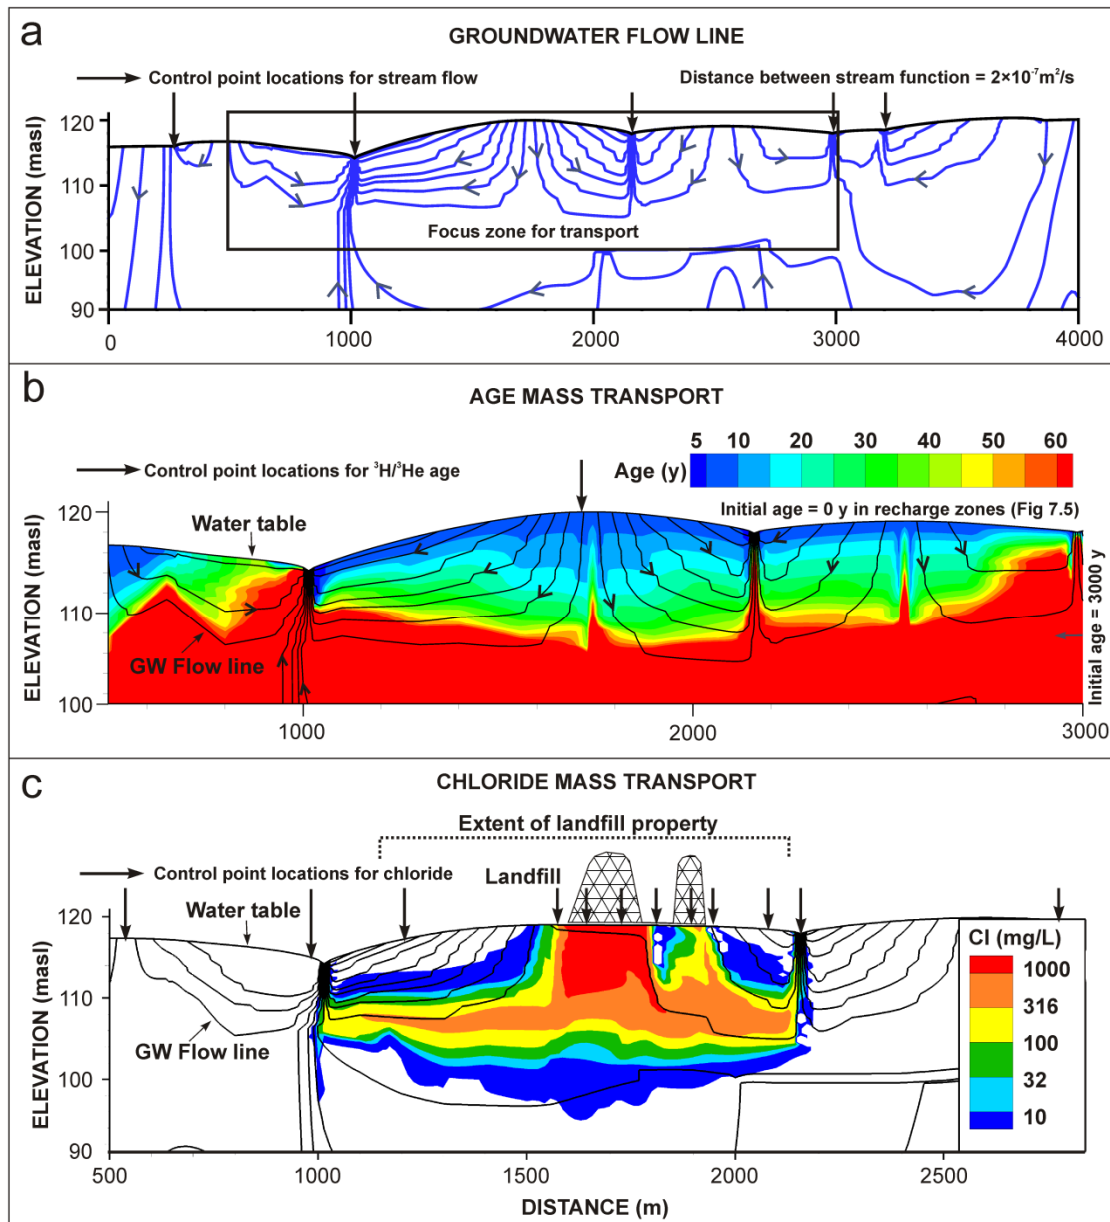 a
GROUNDWATER FLOW LINE
Control point locations for stream flow
Distance between stream function = 2×10⁻⁷m²/s
ELEVATION (masl)
120
110
100
90
Focus zone for transport
0
1000
2000
3000
4000
b
AGE MASS TRANSPORT
5 10 20 30 40 50 60
Age (y)
Control point locations for ³H/³He age
Initial age = 0 y in recharge zones (Fig 7.5)
Water table
ELEVATION (masl)
120
110
100
GW Flow line
Initial age = 3000 y
1000
2000
3000
c
CHLORIDE MASS TRANSPORT
Extent of landfill property
Control point locations for chloride
Landfill
Water table
ELEVATION (masl)
120
110
100
90
GW Flow line
Cl (mg/L)
1000
316
100
32
10
500
1000
1500
2000
2500
DISTANCE (m)